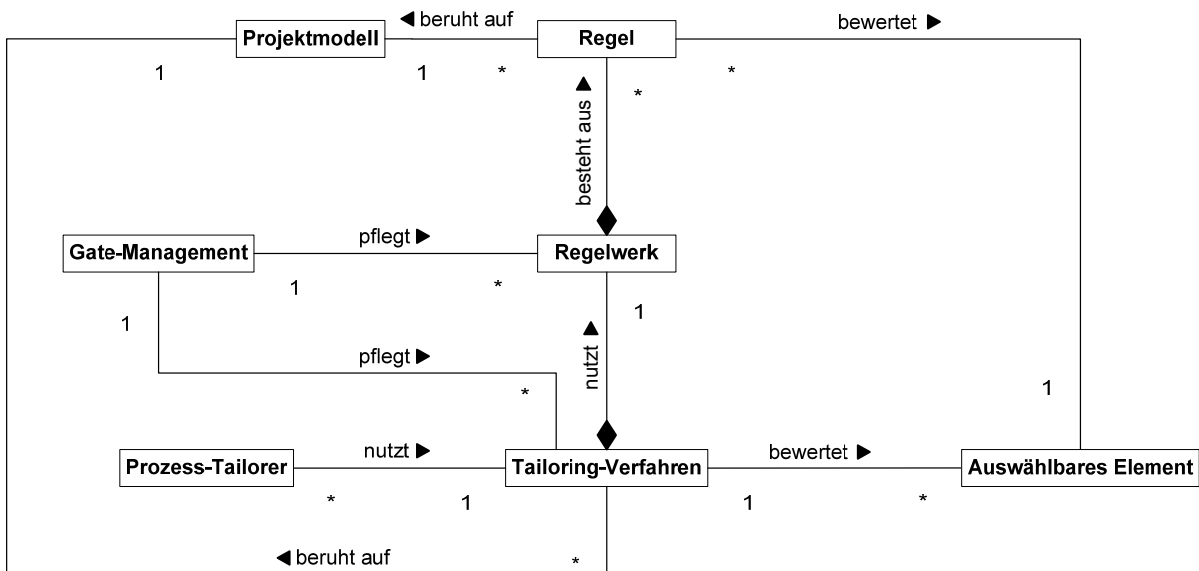 ◀ beruht auf
bewertet ▶
Projektmodell
Regel
1
1
*
*
*
besteht aus ▶
pflegt ▶
Gate-Management
Regelwerk
1
*
1
1
nutzt ▶
pflegt ▶
*
1
nutzt ▶
bewertet ▶
Prozess-Tailorer
Tailoring-Verfahren
Auswählbares Element
*
1
1
*
◀ beruht auf
*